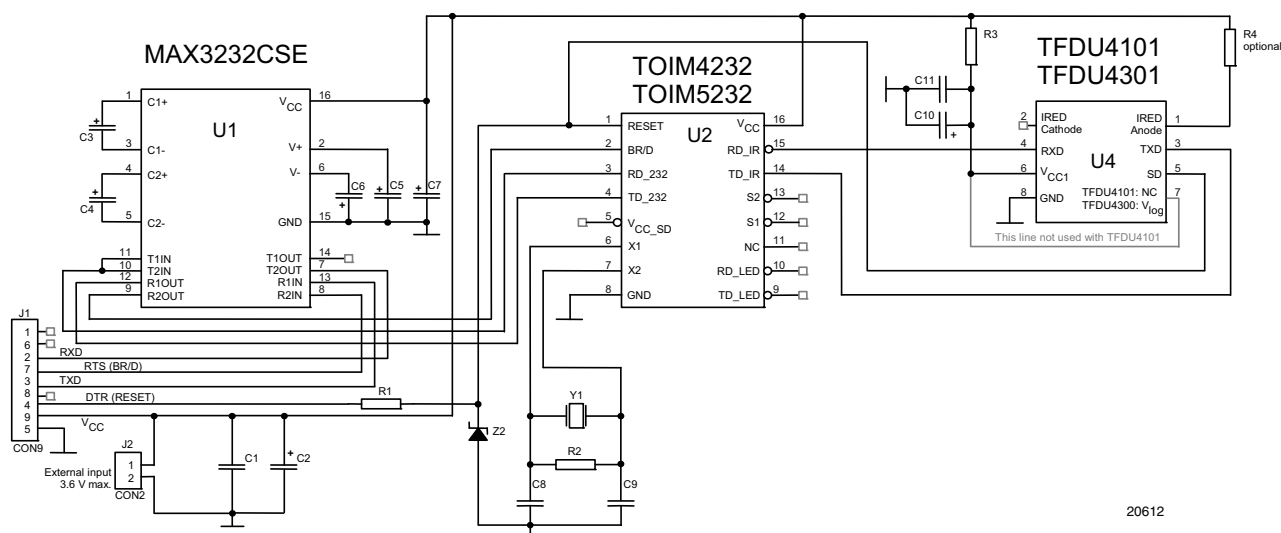 MAX3232CSE
TOIM4232
TOIM5232
TFDU4101
TFDU4301
R3
R4
optional
C11
C10
U1
1 C1+
3 C1-
4 C2+
5 C2-
11 T1IN
10 T2IN
12 R1OUT
9 R2OUT
VCC 16
V+ 2
V- 6
GND 15
T1OUT 14
T2OUT 7
R1IN 13
R2IN 8
C3
C4
C6
C5
C7
U2
1 RESET
2 BR/D
3 RD_232
4 TD_232
5 VCC_SD
6 X1
7 X2
8 GND
VCC 16
RD_IR 15
TD_IR 14
S2 13
S1 12
NC 11
RD_LED 10
TD_LED 9
U4
2 IRED
Cathode
4 RXD
6 VCC1
8 GND
IRED
Anode 1
TXD 3
SD 5
TFDU4101: NC 7
TFDU4300: Vlog
This line not used with TFDU4101
J1
1
6
2 RXD
7 RTS (BR/D)
3 TXD
8
4 DTR (RESET)
9 VCC
5
CON9
R1
J2
External input
3.6 V max.
1
2
CON2
C1
C2
Z2
Y1
R2
C8
C9
20612